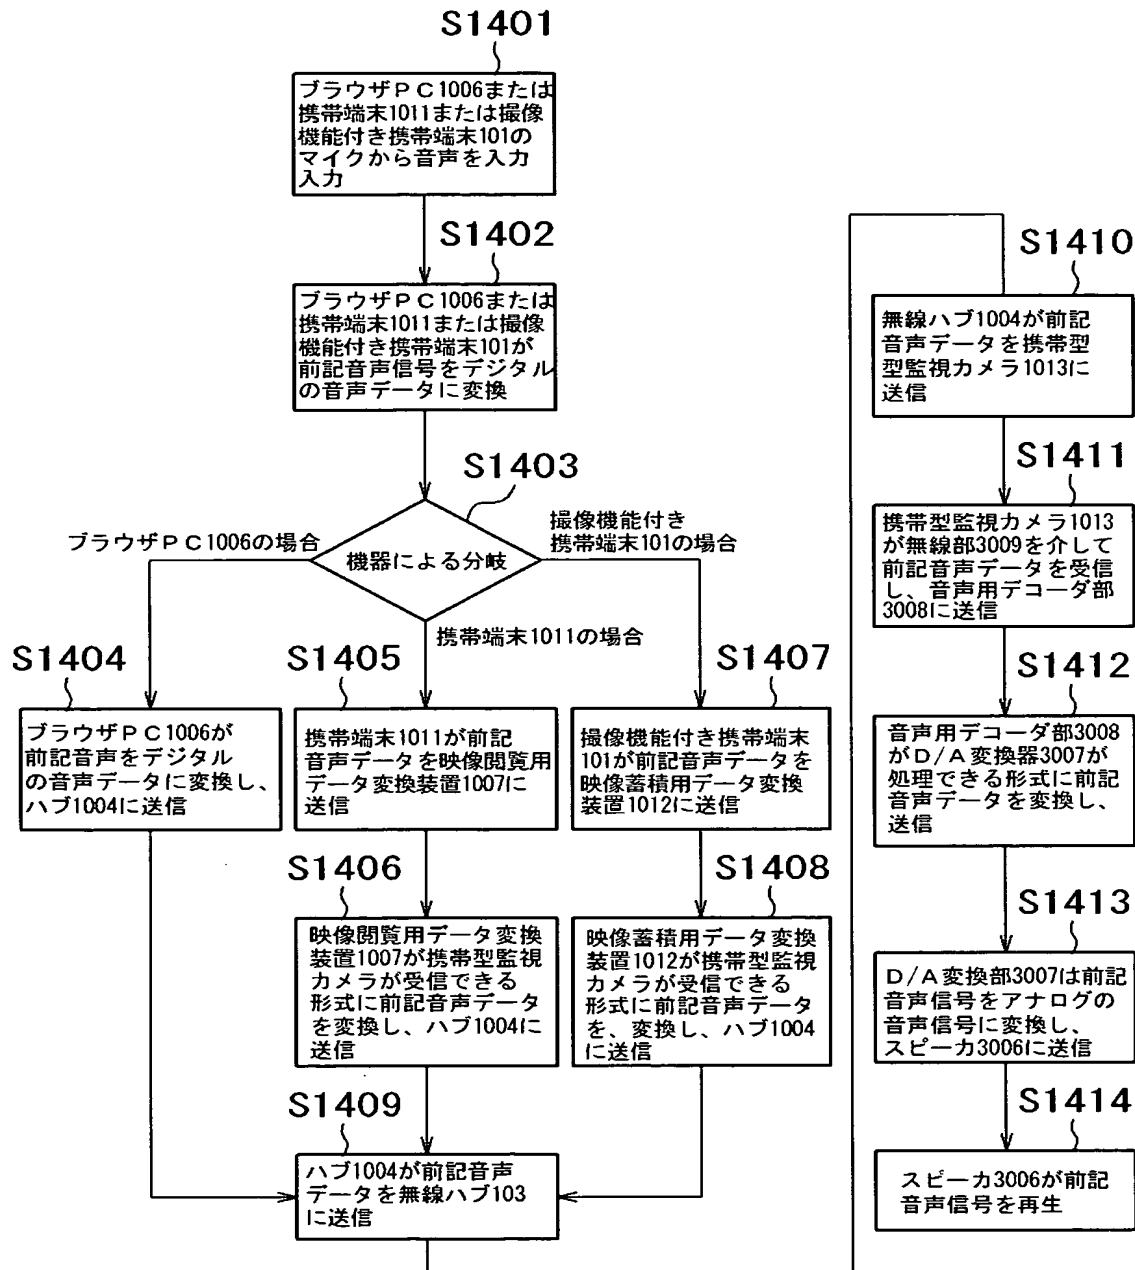 S1401
ブラウザPC1006または
携帯端末1011または撮像
機能付き携帯端末101の
マイクから音声を入力
入力
S1402
ブラウザPC1006または
携帯端末1011または撮像
機能付き携帯端末101が
前記音声信号をデジタル
の音声データに変換
S1403
機器による分岐
ブラウザPC1006の場合
撮像機能付き
携帯端末101の場合
携帯端末1011の場合
S1404
ブラウザPC1006が
前記音声をデジタル
の音声データに変換し、
ハブ1004に送信
S1405
携帯端末1011が前記
音声データを映像閲覧用
データ変換装置1007に
送信
S1407
撮像機能付き携帯端末
101が前記音声データを
映像蓄積用データ変換
装置1012に送信
S1406
映像閲覧用データ変換
装置1007が携帯型監視
カメラが受信できる
形式に前記音声データ
を変換し、ハブ1004に
送信
S1408
映像蓄積用データ変換
装置1012が携帯型監視
カメラが受信できる
形式に前記音声データ
を、変換し、ハブ1004
に送信
S1409
ハブ1004が前記音声
データを無線ハブ103
に送信
S1410
無線ハブ1004が前記
音声データを携帯型
型監視カメラ1013に
送信
S1411
携帯型監視カメラ1013
が無線部3009を介して
前記音声データを受信
し、音声用デコーダ部
3008に送信
S1412
音声用デコーダ部3008
がD/A変換器3007が
処理できる形式に前記
音声データを変換し、
送信
S1413
D/A変換部3007は前記
音声信号をアナログの
音声信号に変換し、
スピーカ3006に送信
S1414
スピーカ3006が前記
音声信号を再生